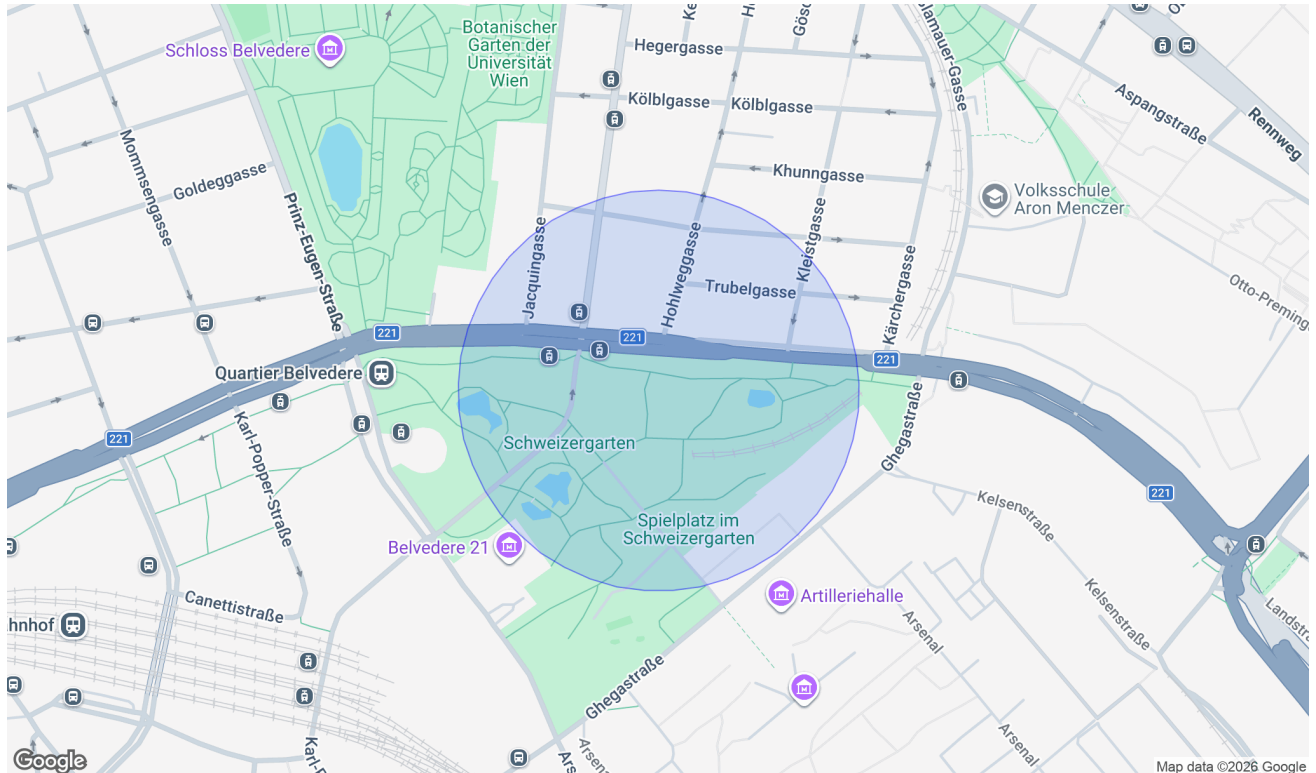 Schloss Belvedere
Botanischer
Garten der
Universität
Wien
Hegergasse
Kölblgasse
Kölblgasse
Aspangstraße
Rennweg
Mommsengasse
Goldeggasse
Prinz-Eugen-Straße
Khunngasse
Volksschule
Aron Menczer
Jacquingasse
Hohlweggasse
Kleistgasse
Trubelgasse
Kärchergasse
221
221
221
Quartier Belvedere
Karl-Popper-Straße
221
Schweizergarten
Ghegastraße
Kelsenstraße
221
Spielplatz im
Schweizergarten
Belvedere 21
Artilleriehalle
Canettistraße
Arsenal
Kelsenstraße
Ghegastraße
Arsenal
Arsenal
Google
Map data ©2026 Google